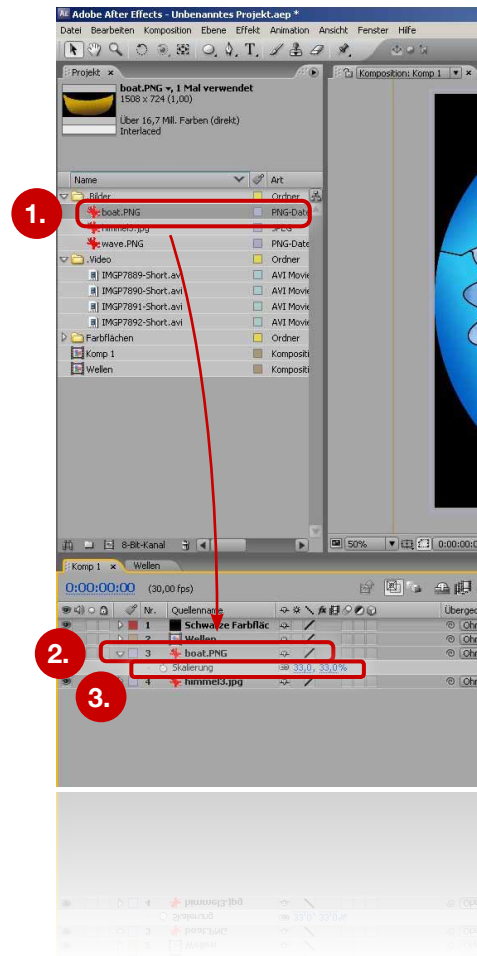 Adobe After Effects - Unbenanntes Projekt.aep *
Datei Bearbeiten Komposition Ebene Effekt Animation Ansicht Fenster Hilfe
Projekt
Komposition: Komp 1
boat.PNG, 1 Mal verwendet
1508 x 724 (1,00)
Über 16,7 Mill. Farben (direkt)
Interlaced
Name Art
.Bilder Ordner
1.
boat.PNG PNG-Date
himmel3.jpg JPEG
wave.PNG PNG-Date
.Video Ordner
IMGP7889-Short.avi AVI Movie
IMGP7890-Short.avi AVI Movie
IMGP7891-Short.avi AVI Movie
IMGP7892-Short.avi AVI Movie
Farbflächen Ordner
Komp 1 Kompositi
Wellen Kompositi
8-Bit-Kanal
50% 0:00:00:0
Komp 1 Wellen
0:00:00:00 (30,00 fps)
Nr. Quellenname Übergeo
1 Schwarze Farbfläc Ohn
2 Wellen Ohn
2.
3 boat.PNG Ohn
Skalierung 33,0, 33,0%
3.
4 himmel3.jpg Ohn